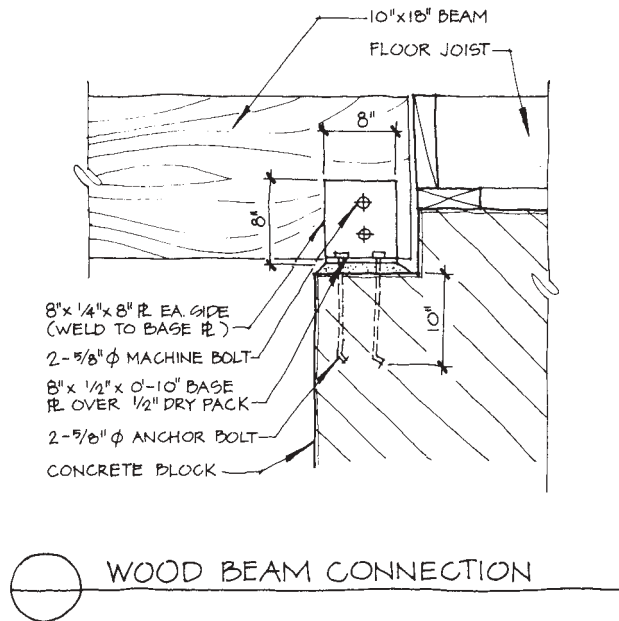 10"x18" BEAM
FLOOR JOIST
8"
8"
8"x 1/4"x 8" ℙL EA. SIDE
(WELD TO BASE ℙL)
2-5/8" ϕ MACHINE BOLT
8"x 1/2"x 0'-10" BASE
ℙL OVER 1/2" DRY PACK
2-5/8" ϕ ANCHOR BOLT
CONCRETE BLOCK
10"
WOOD BEAM CONNECTION